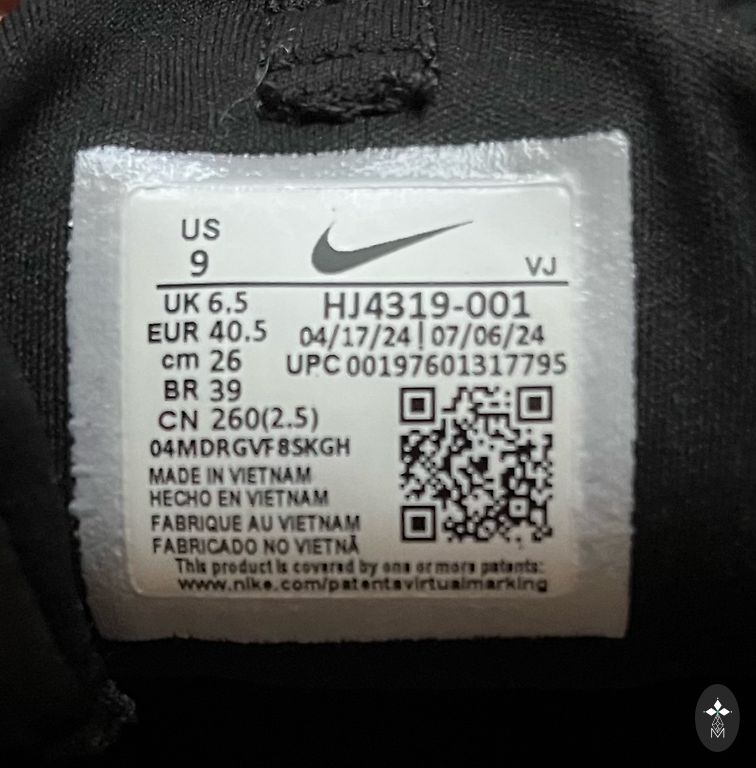 US
9
VJ
UK 6.5
EUR 40.5
cm 26
BR 39
CN 260(2.5)
HJ4319-001
04/17/24 | 07/06/24
UPC 00197601317795
04MDRGVF8SKGH
MADE IN VIETNAM
HECHO EN VIETNAM
FABRIQUE AU VIETNAM
FABRICADO NO VIETNÃ
This product is covered by one or more patents:
www.nike.com/patentsvirtualmarking
M